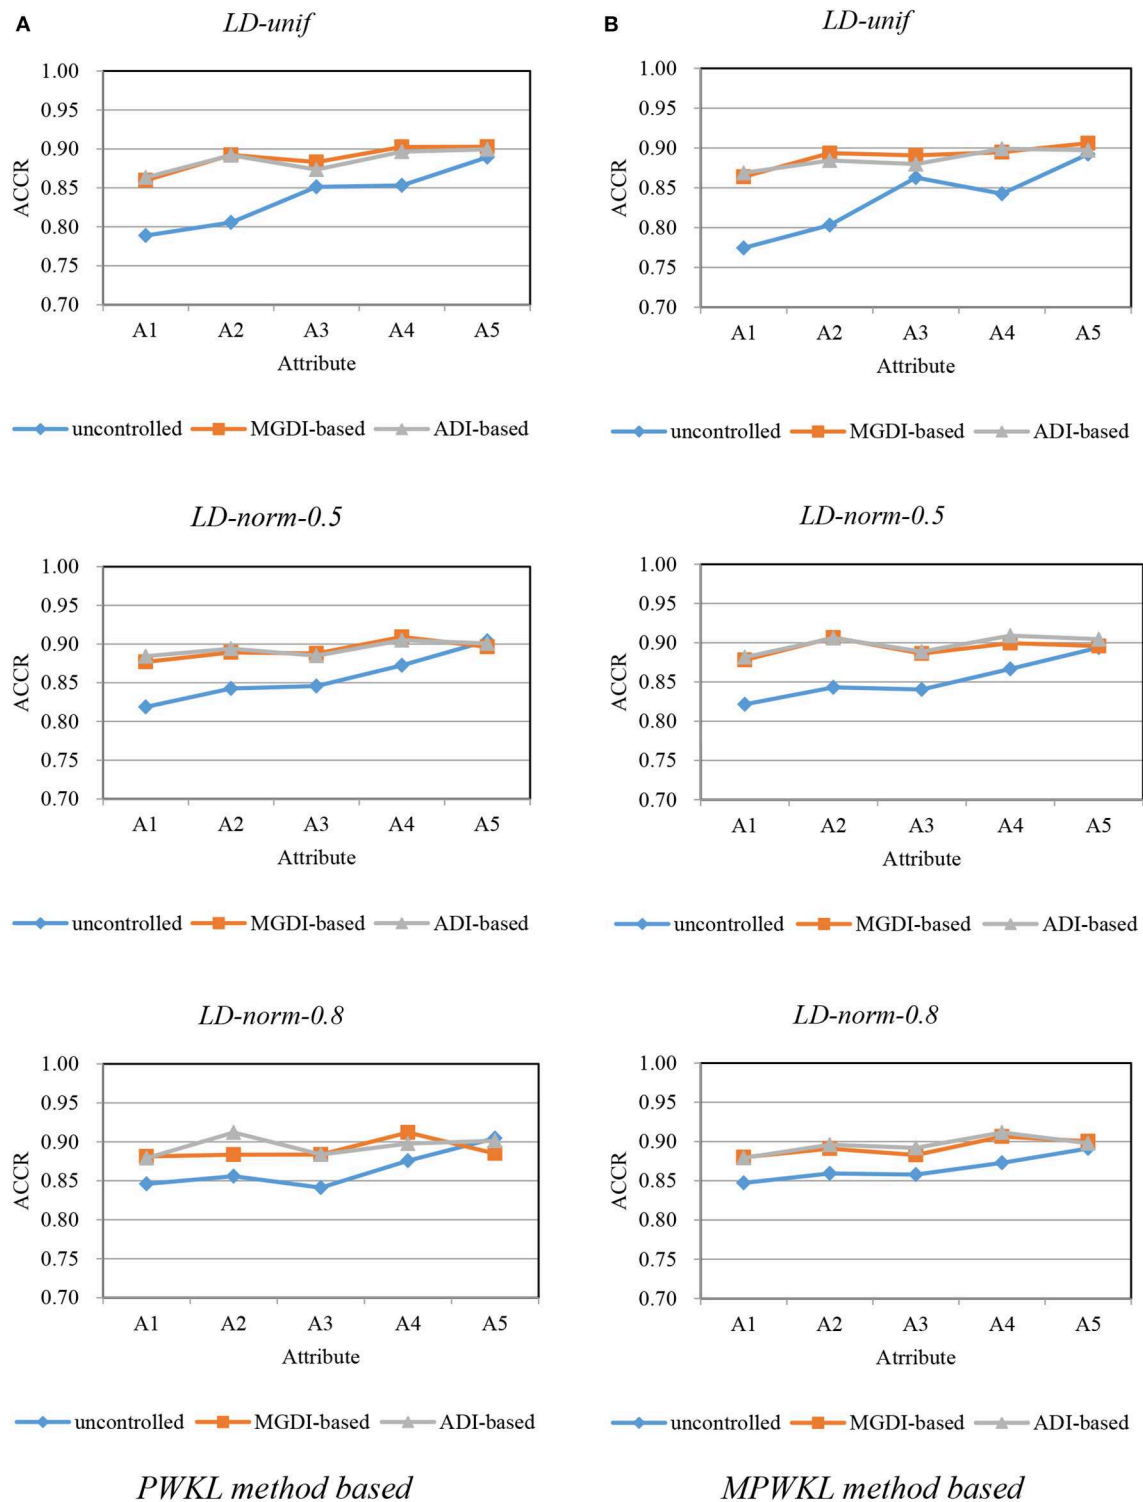 A
LD-unif
1.00
0.95
0.90
0.85
0.80
0.75
0.70
ACCR
A1 A2 A3 A4 A5
Attribute
uncontrolled MGDI-based ADI-based
LD-norm-0.5
1.00
0.95
0.90
0.85
0.80
0.75
0.70
ACCR
A1 A2 A3 A4 A5
Attribute
uncontrolled MGDI-based ADI-based
LD-norm-0.8
1.00
0.95
0.90
0.85
0.80
0.75
0.70
ACCR
A1 A2 A3 A4 A5
Attribute
uncontrolled MGDI-based ADI-based
PWKL method based
B
LD-unif
1.00
0.95
0.90
0.85
0.80
0.75
0.70
ACCR
A1 A2 A3 A4 A5
Attribute
uncontrolled MGDI-based ADI-based
LD-norm-0.5
1.00
0.95
0.90
0.85
0.80
0.75
0.70
ACCR
A1 A2 A3 A4 A5
Attribute
uncontrolled MGDI-based ADI-based
LD-norm-0.8
1.00
0.95
0.90
0.85
0.80
0.75
0.70
ACCR
A1 A2 A3 A4 A5
Atrribute
uncontrolled MGDI-based ADI-based
MPWKL method based